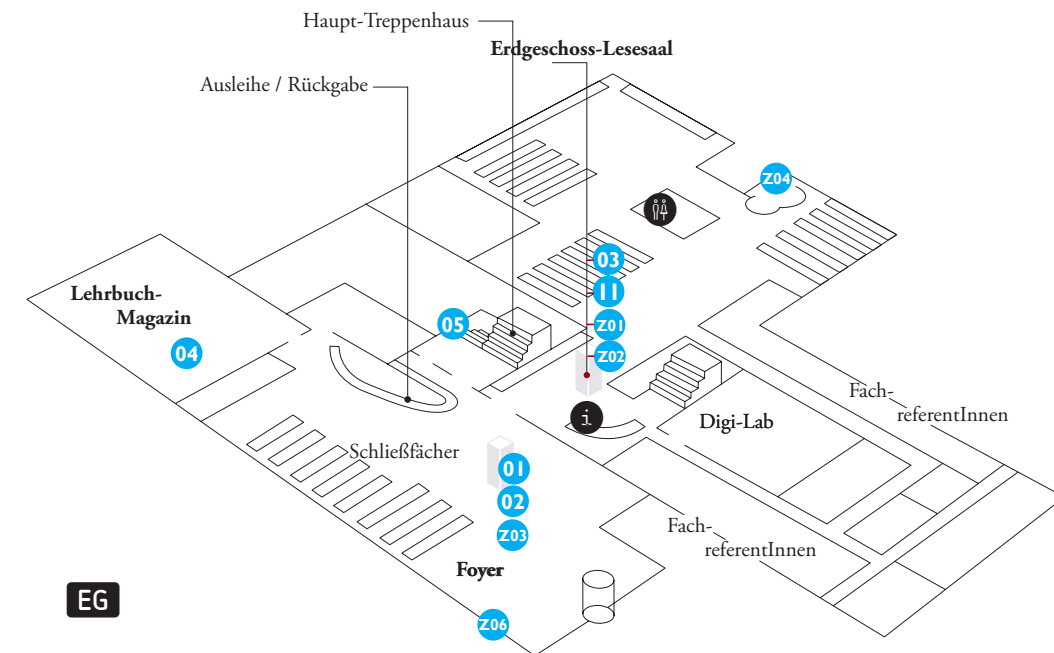 Haupt-Treppenhaus
Erdgeschoss-Lesesaal
Ausleihe / Rückgabe
Z04
03
11
Z01
Z02
05
Lehrbuch-
Magazin
04
i
Fach-
referentInnen
Digi-Lab
Schließfächer
01
02
Z03
Fach-
referentInnen
Foyer
EG
Z06